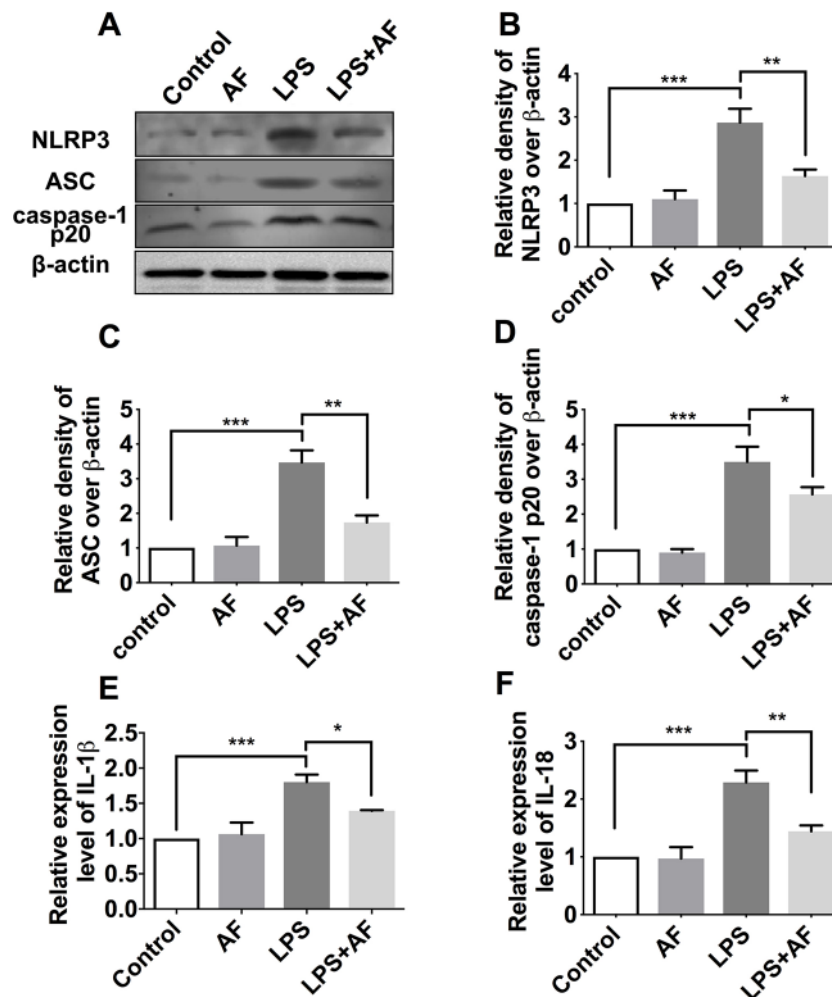 A
Control
AF
LPS
LPS+AF
NLRP3
ASC
caspase-1
p20
β-actin
B
Relative density of
NLRP3 over β-actin
4
3
2
1
0
***
**
control
AF
LPS
LPS+AF
C
Relative density of
ASC over β-actin
5
4
3
2
1
0
***
**
control
AF
LPS
LPS+AF
D
Relative density of
caspase-1 p20 over β-actin
5
4
3
2
1
0
***
*
control
AF
LPS
LPS+AF
E
Relative expression
level of IL-1β
2.5
2.0
1.5
1.0
0.5
0.0
***
*
Control
AF
LPS
LPS+AF
F
Relative expression
level of IL-18
3
2
1
0
***
**
Control
AF
LPS
LPS+AF